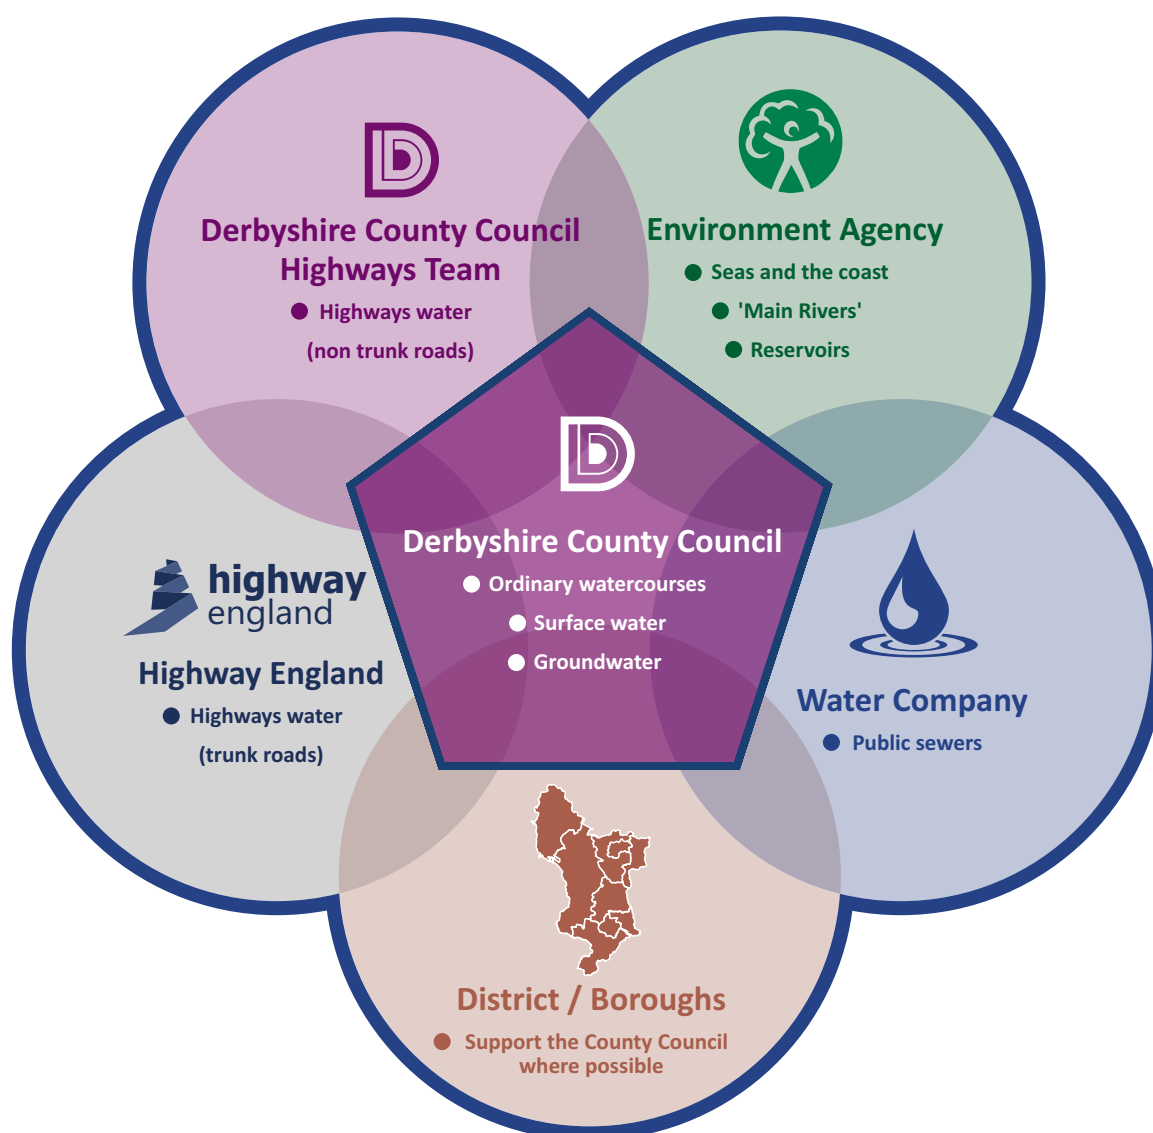 Derbyshire County Council
Highways Team
● Highways water
(non trunk roads)
Environment Agency
● Seas and the coast
● 'Main Rivers'
● Reservoirs
Derbyshire County Council
● Ordinary watercourses
● Surface water
● Groundwater
highway
england
Highway England
● Highways water
(trunk roads)
Water Company
● Public sewers
District / Boroughs
● Support the County Council
where possible